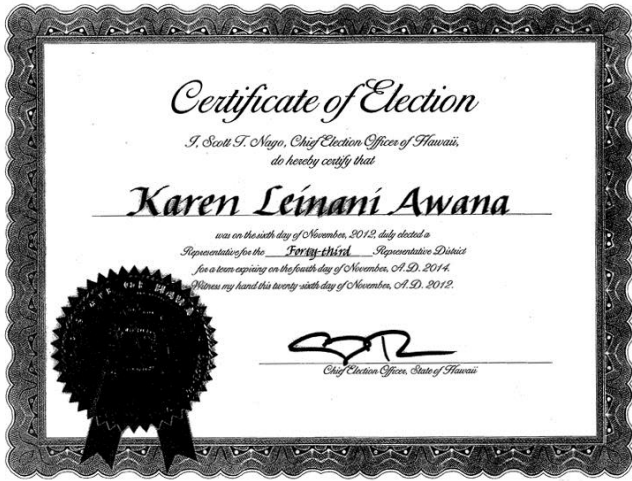 Certificate of Election
I, Scott T. Nago, Chief Election Officer of Hawaii,
do hereby certify that
Karen Leinani Awana
was on the sixth day of November, 2012, duly elected a
Representative for the Forty-third Representative District
for a term expiring on the fourth day of November, A.D. 2014.
Witness my hand this twenty-sixth day of November, A.D. 2012.
Chief Election Officer, State of Hawaii